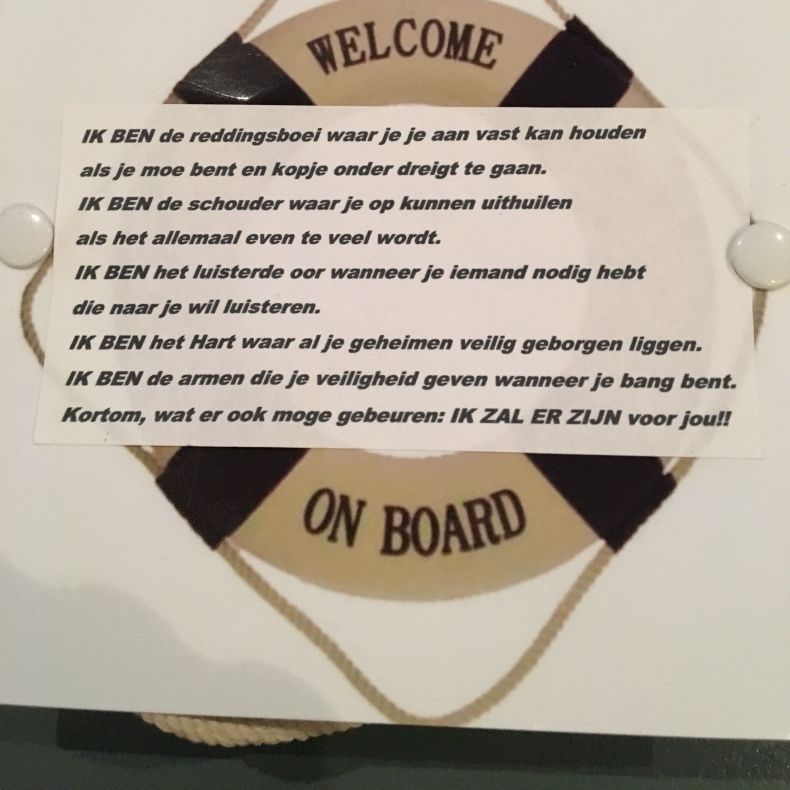 WELCOME
IK BEN de reddingsboei waar je je aan vast kan houden
als je moe bent en kopje onder dreigt te gaan.
IK BEN de schouder waar je op kunnen uithuilen
als het allemaal even te veel wordt.
IK BEN het luisterde oor wanneer je iemand nodig hebt
die naar je wil luisteren.
IK BEN het Hart waar al je geheimen veilig geborgen liggen.
IK BEN de armen die je veiligheid geven wanneer je bang bent.
Kortom, wat er ook moge gebeuren: IK ZAL ER ZIJN voor jou!!
ON BOARD